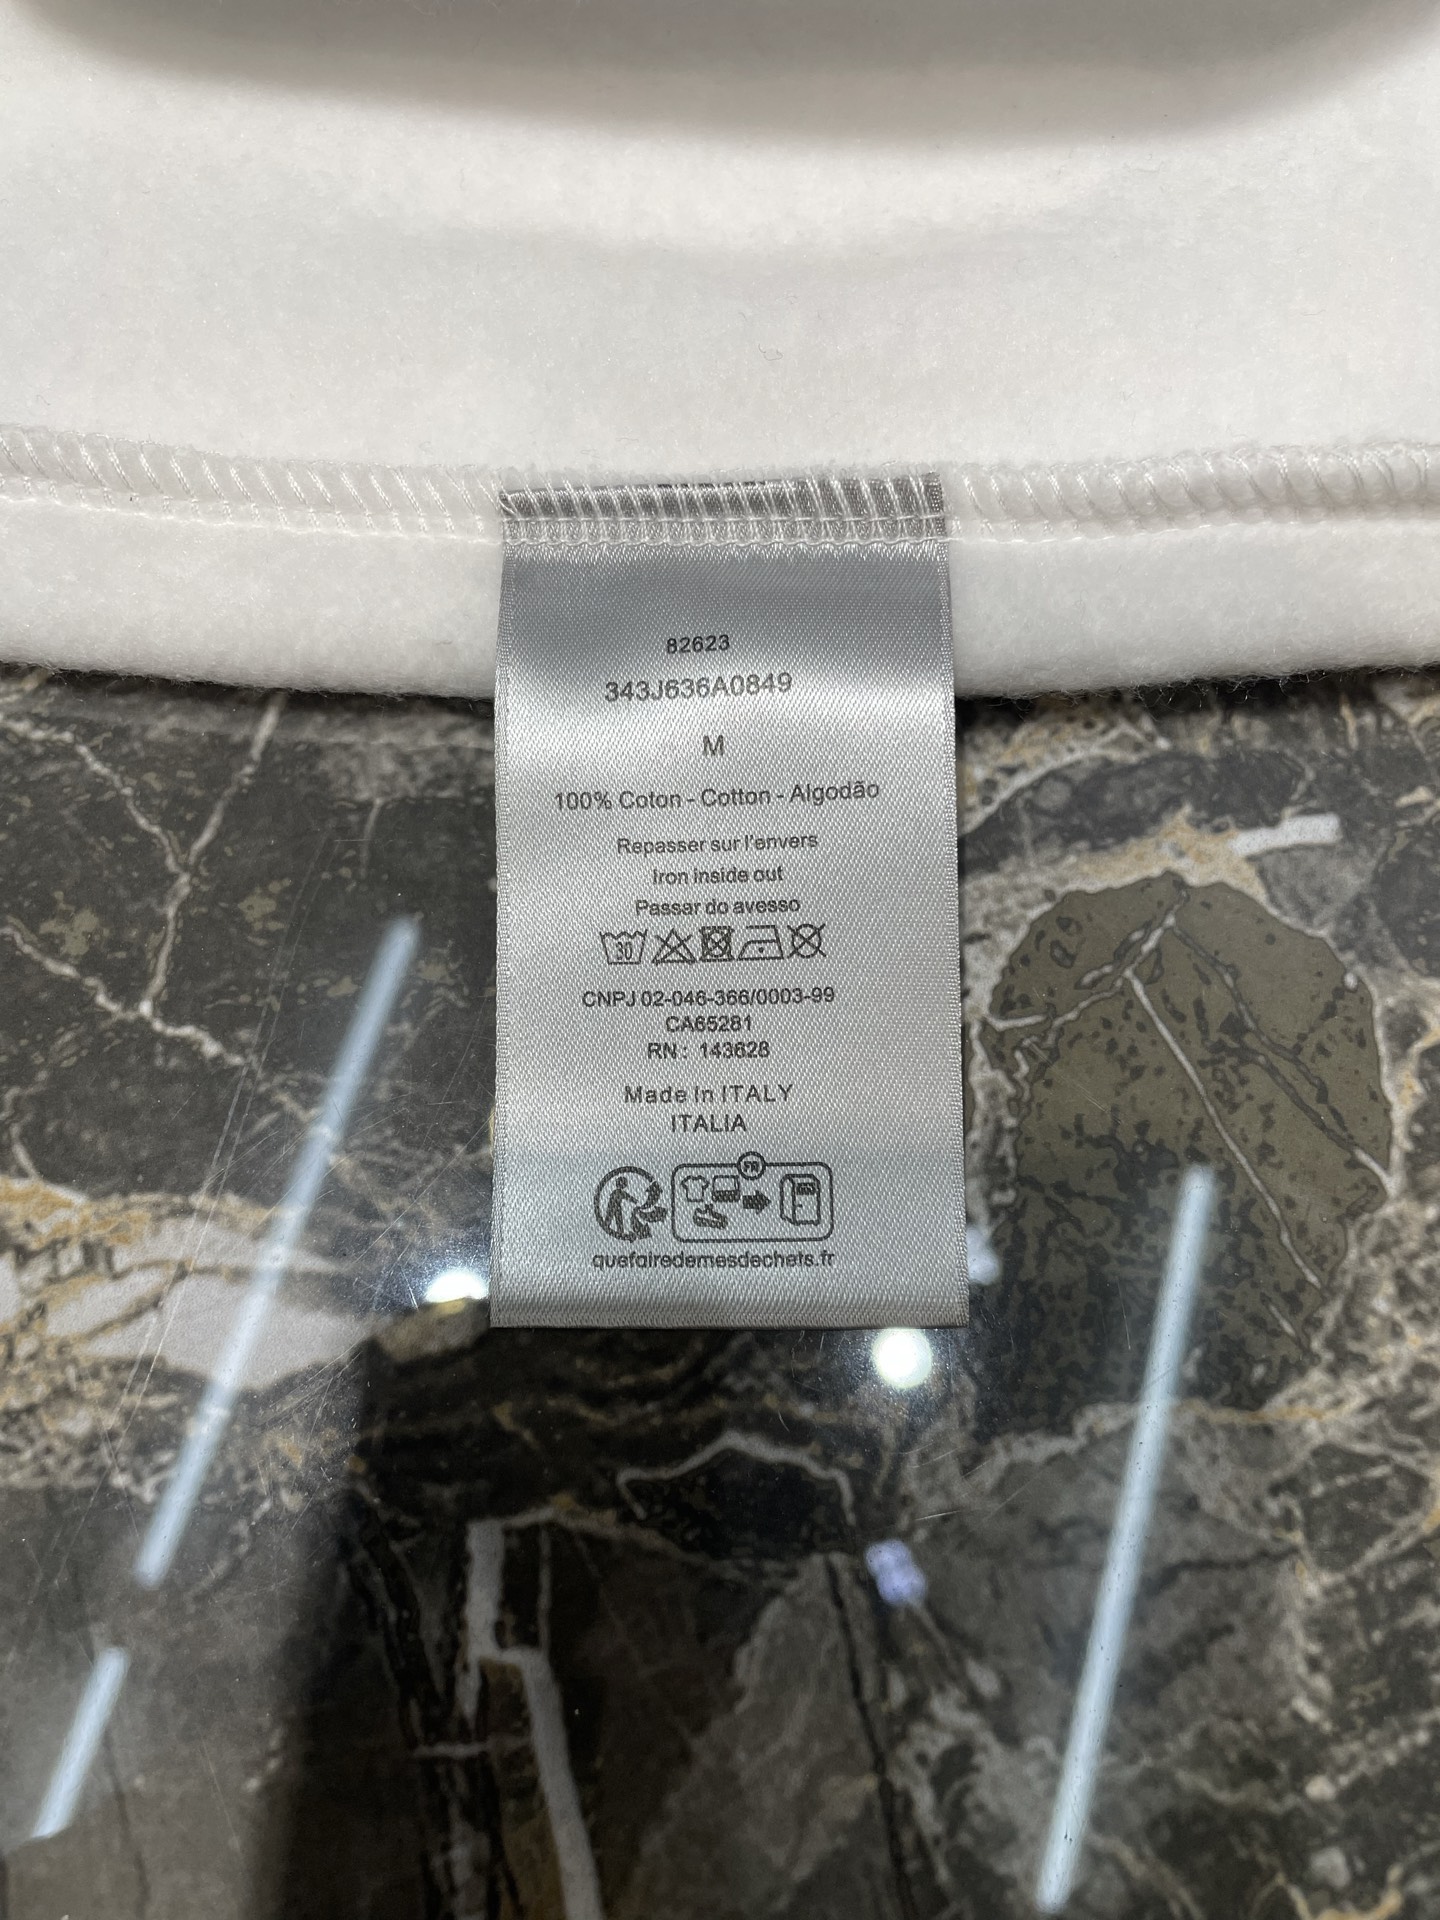 82623
343J636A0849
M
100% Coton - Cotton - Algodão
Repasser sur l'envers
Iron inside out
Passar do avesso
30
CNPJ 02-046-366/0003-99
CA65281
RN: 143628
Made in ITALY
ITALIA
FR
quefairedemesdechets.fr